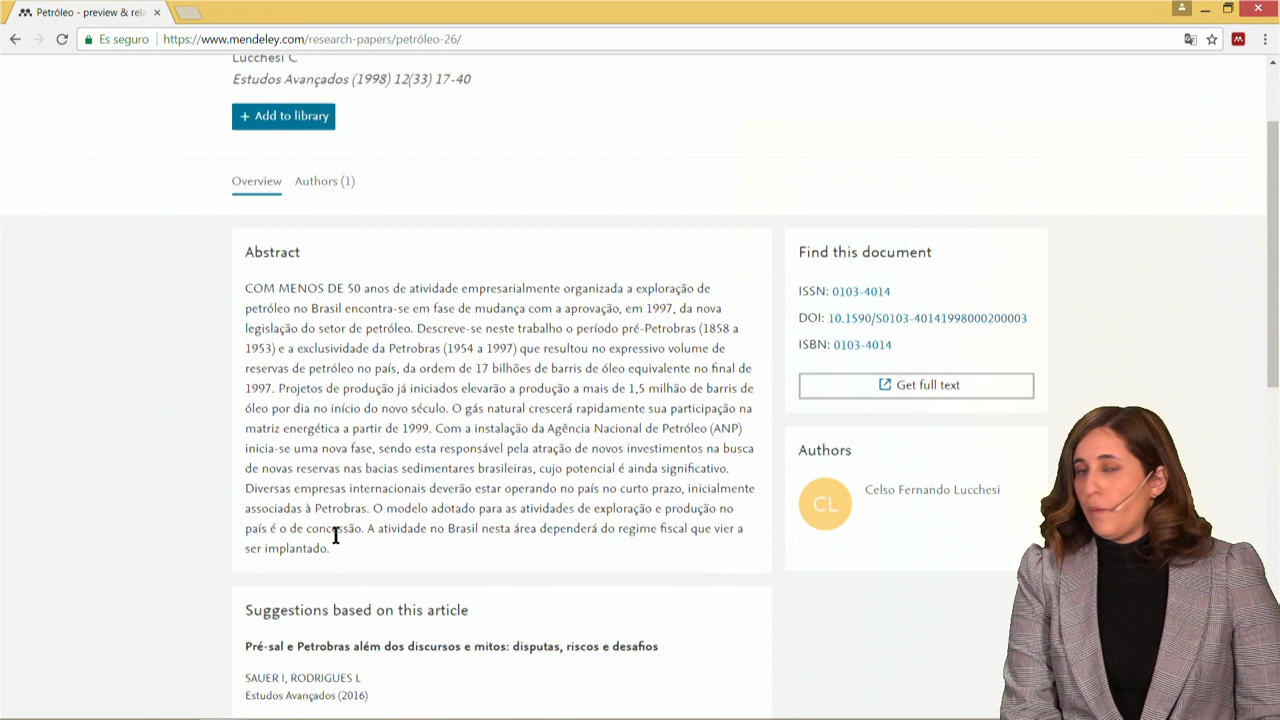 Petróleo - preview & rel
Es seguro
https://www.mendeley.com/research-papers/petróleo-26/
Lucchesi C
Estudos Avançados (1998) 12(33) 17-40
+ Add to library
Overview
Authors (1)
Abstract
COM MENOS DE 50 anos de atividade empresarialmente organizada a exploração de
petróleo no Brasil encontra-se em fase de mudança com a aprovação, em 1997, da nova
legislação do setor de petróleo. Descreve-se neste trabalho o período pré-Petrobras (1858 a
1953) e a exclusividade da Petrobras (1954 a 1997) que resultou no expressivo volume de
reservas de petróleo no país, da ordem de 17 bilhões de barris de óleo equivalente no final de
1997. Projetos de produção já iniciados elevarão a produção a mais de 1,5 milhão de barris de
óleo por dia no início do novo século. O gás natural crescerá rapidamente sua participação na
matriz energética a partir de 1999. Com a instalação da Agência Nacional de Petróleo (ANP)
inicia-se uma nova fase, sendo esta responsável pela atração de novos investimentos na busca
de novas reservas nas bacias sedimentares brasileiras, cujo potencial é ainda significativo.
Diversas empresas internacionais deverão estar operando no país no curto prazo, inicialmente
associadas à Petrobras. O modelo adotado para as atividades de exploração e produção no
país é o de concessão. A atividade no Brasil nesta área dependerá do regime fiscal que vier a
ser implantado.
Find this document
ISSN: 0103-4014
DOI: 10.1590/S0103-40141998000200003
ISBN: 0103-4014
Get full text
Authors
CL
Celso Fernando Lucchesi
Suggestions based on this article
Pré-sal e Petrobras além dos discursos e mitos: disputas, riscos e desafios
SAUER I, RODRIGUES L
Estudos Avançados (2016)